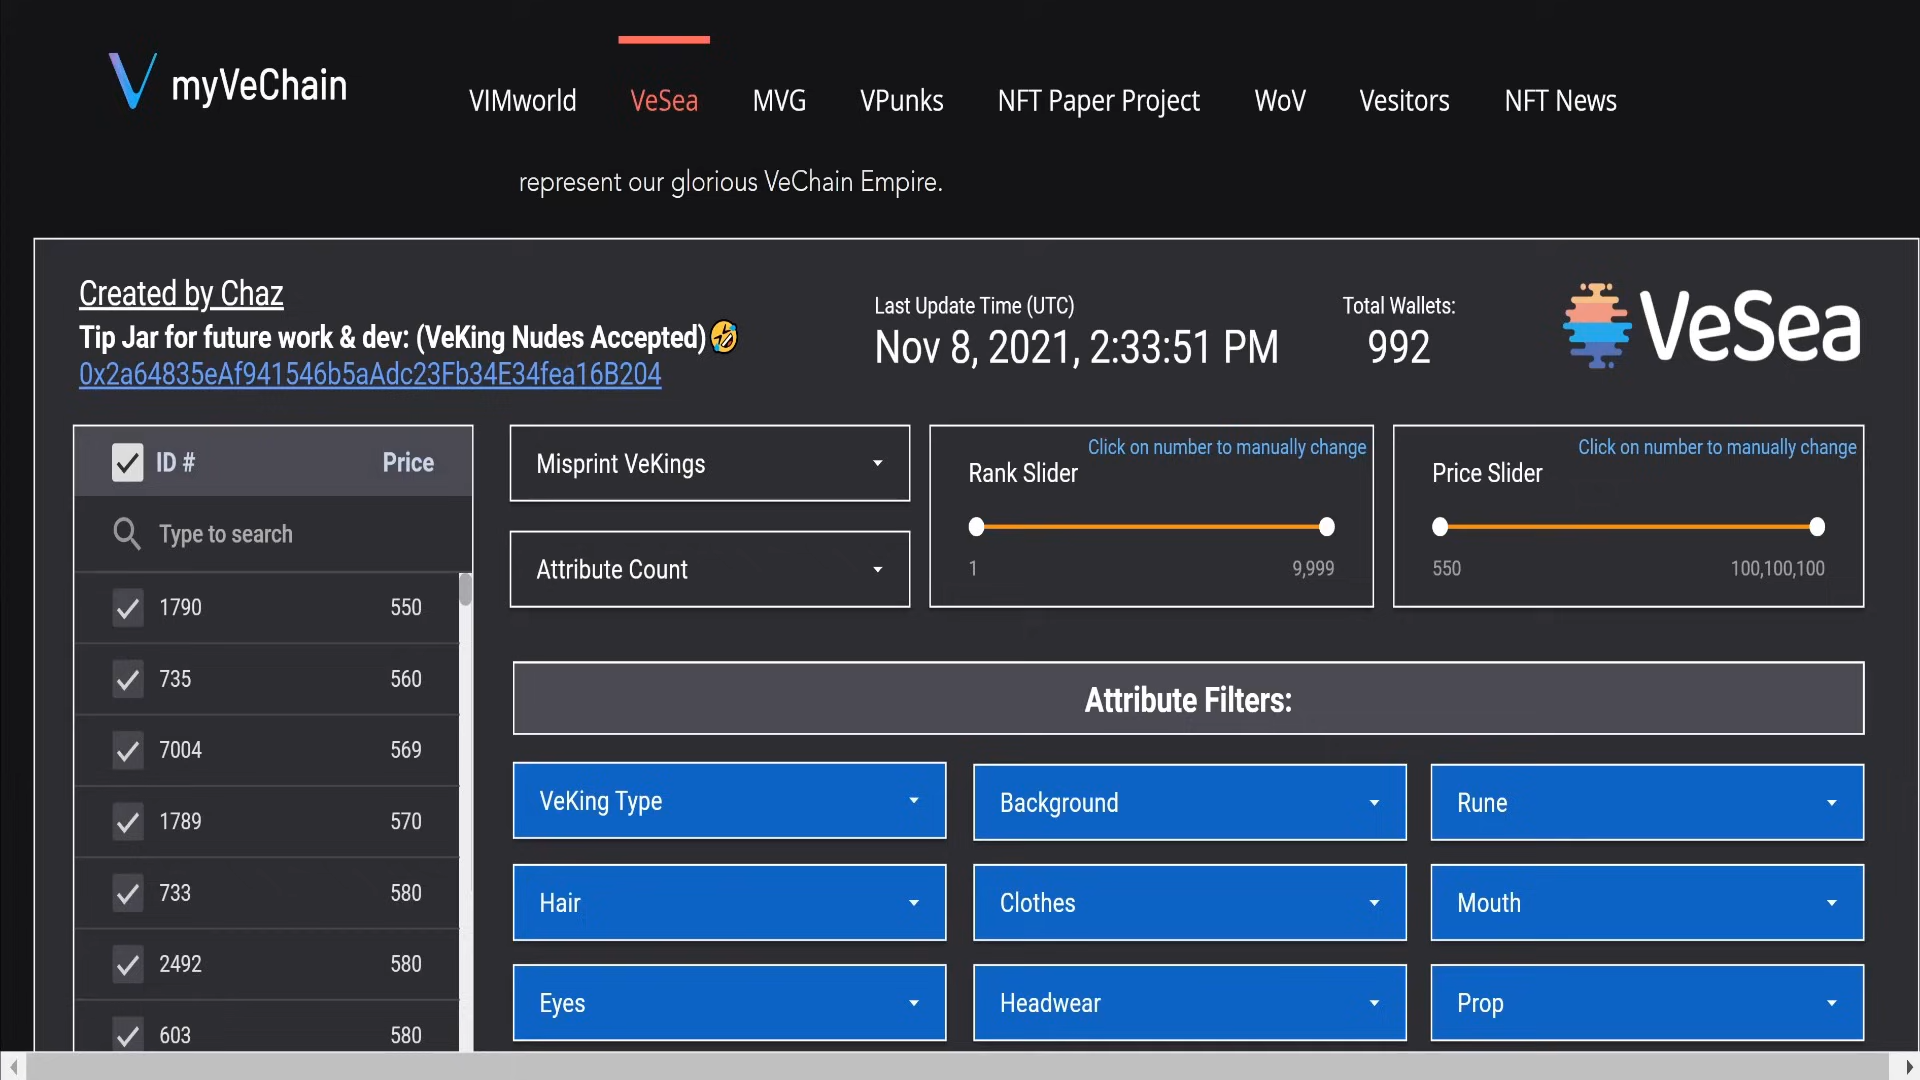 myVeChain
VIMworld VeSea MVG VPunks NFT Paper Project WoV Vesitors NFT News
represent our glorious VeChain Empire.
Created by Chaz
Tip Jar for future work & dev: (VeKing Nudes Accepted)🤣
0x2a64835eAf941546b5aAdc23Fb34E34fea16B204
Last Update Time (UTC)
Nov 8, 2021, 2:33:51 PM
Total Wallets:
992
VeSea
ID # Price
Type to search
1790 550
735 560
7004 569
1789 570
733 580
2492 580
603 580
Misprint VeKings
Attribute Count
Click on number to manually change
Rank Slider
1 9,999
Click on number to manually change
Price Slider
550 100,100,100
Attribute Filters:
VeKing Type Background Rune
Hair Clothes Mouth
Eyes Headwear Prop